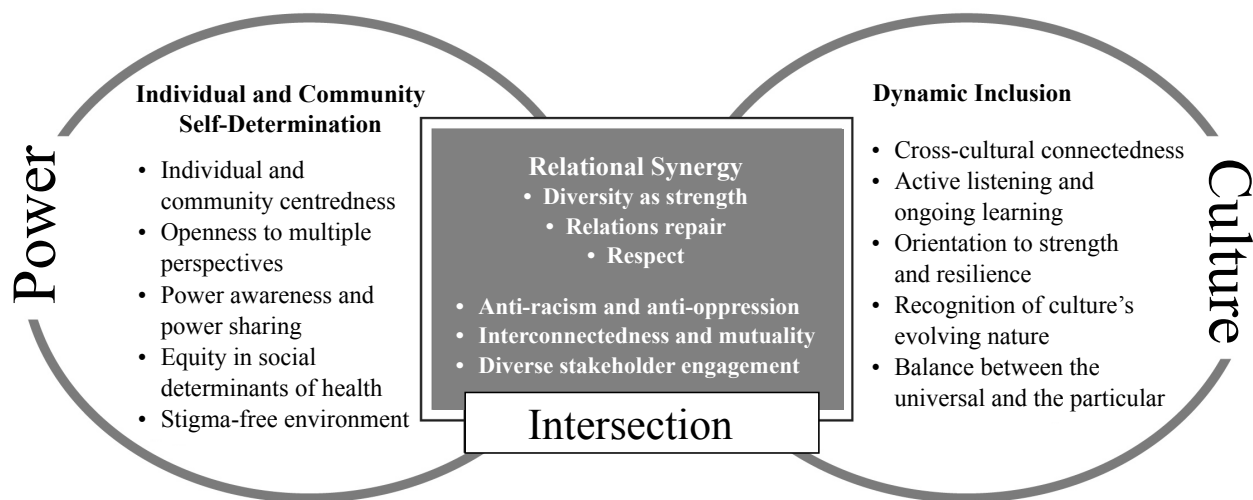 Power
Individual and Community
Self-Determination
• Individual and
community centredness
• Openness to multiple
perspectives
• Power awareness and
power sharing
• Equity in social
determinants of health
• Stigma-free environment
Relational Synergy
• Diversity as strength
• Relations repair
• Respect
• Anti-racism and anti-oppression
• Interconnectedness and mutuality
• Diverse stakeholder engagement
Intersection
Dynamic Inclusion
• Cross-cultural connectedness
• Active listening and
ongoing learning
• Orientation to strength
and resilience
• Recognition of culture’s
evolving nature
• Balance between the
universal and the particular
Culture